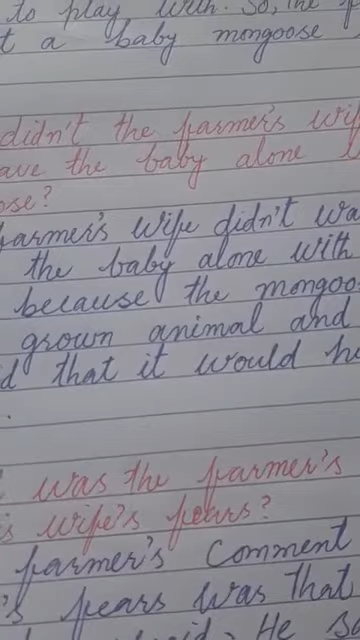 to play with. So, the
t a baby mongoose
didn't the farmer's wife
ave the baby alone
ose?
farmer's wife didn't wa
the baby alone with
because the mongoo
grown animal and
d that it would h
was the farmer's
s wife's fears?
farmer's comment
's fears was that
He s